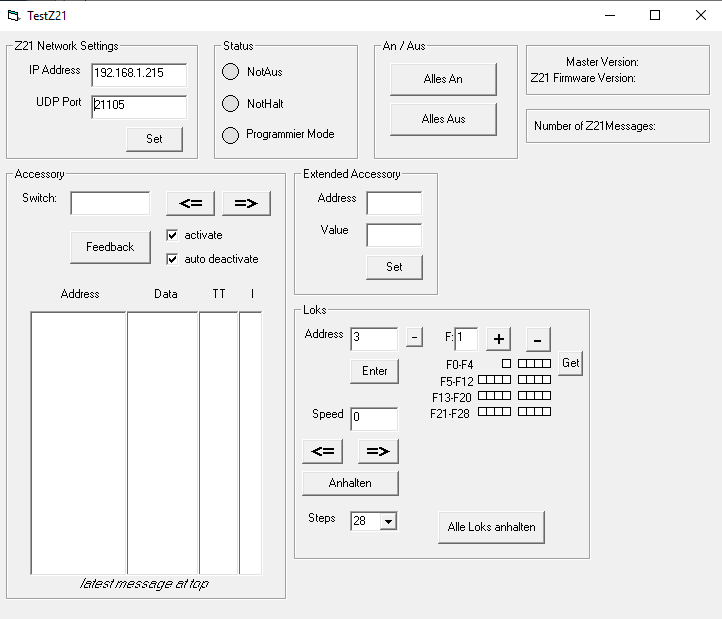 TestZ21
Z21 Network Settings
IP Address 192.168.1.215
UDP Port 21105
Set
Status
NotAus
NotHalt
Programmier Mode
An / Aus
Alles An
Alles Aus
Master Version:
Z21 Firmware Version:
Number of Z21Messages:
Accessory
Switch: <= =>
Feedback
activate
auto deactivate
Address Data TT I
latest message at top
Extended Accessory
Address
Value
Set
Loks
Address 3 - F: 1 + -
Enter
F0-F4
F5-F12
F13-F20
F21-F28
Get
Speed 0
<= =>
Anhalten
Steps 28
Alle Loks anhalten